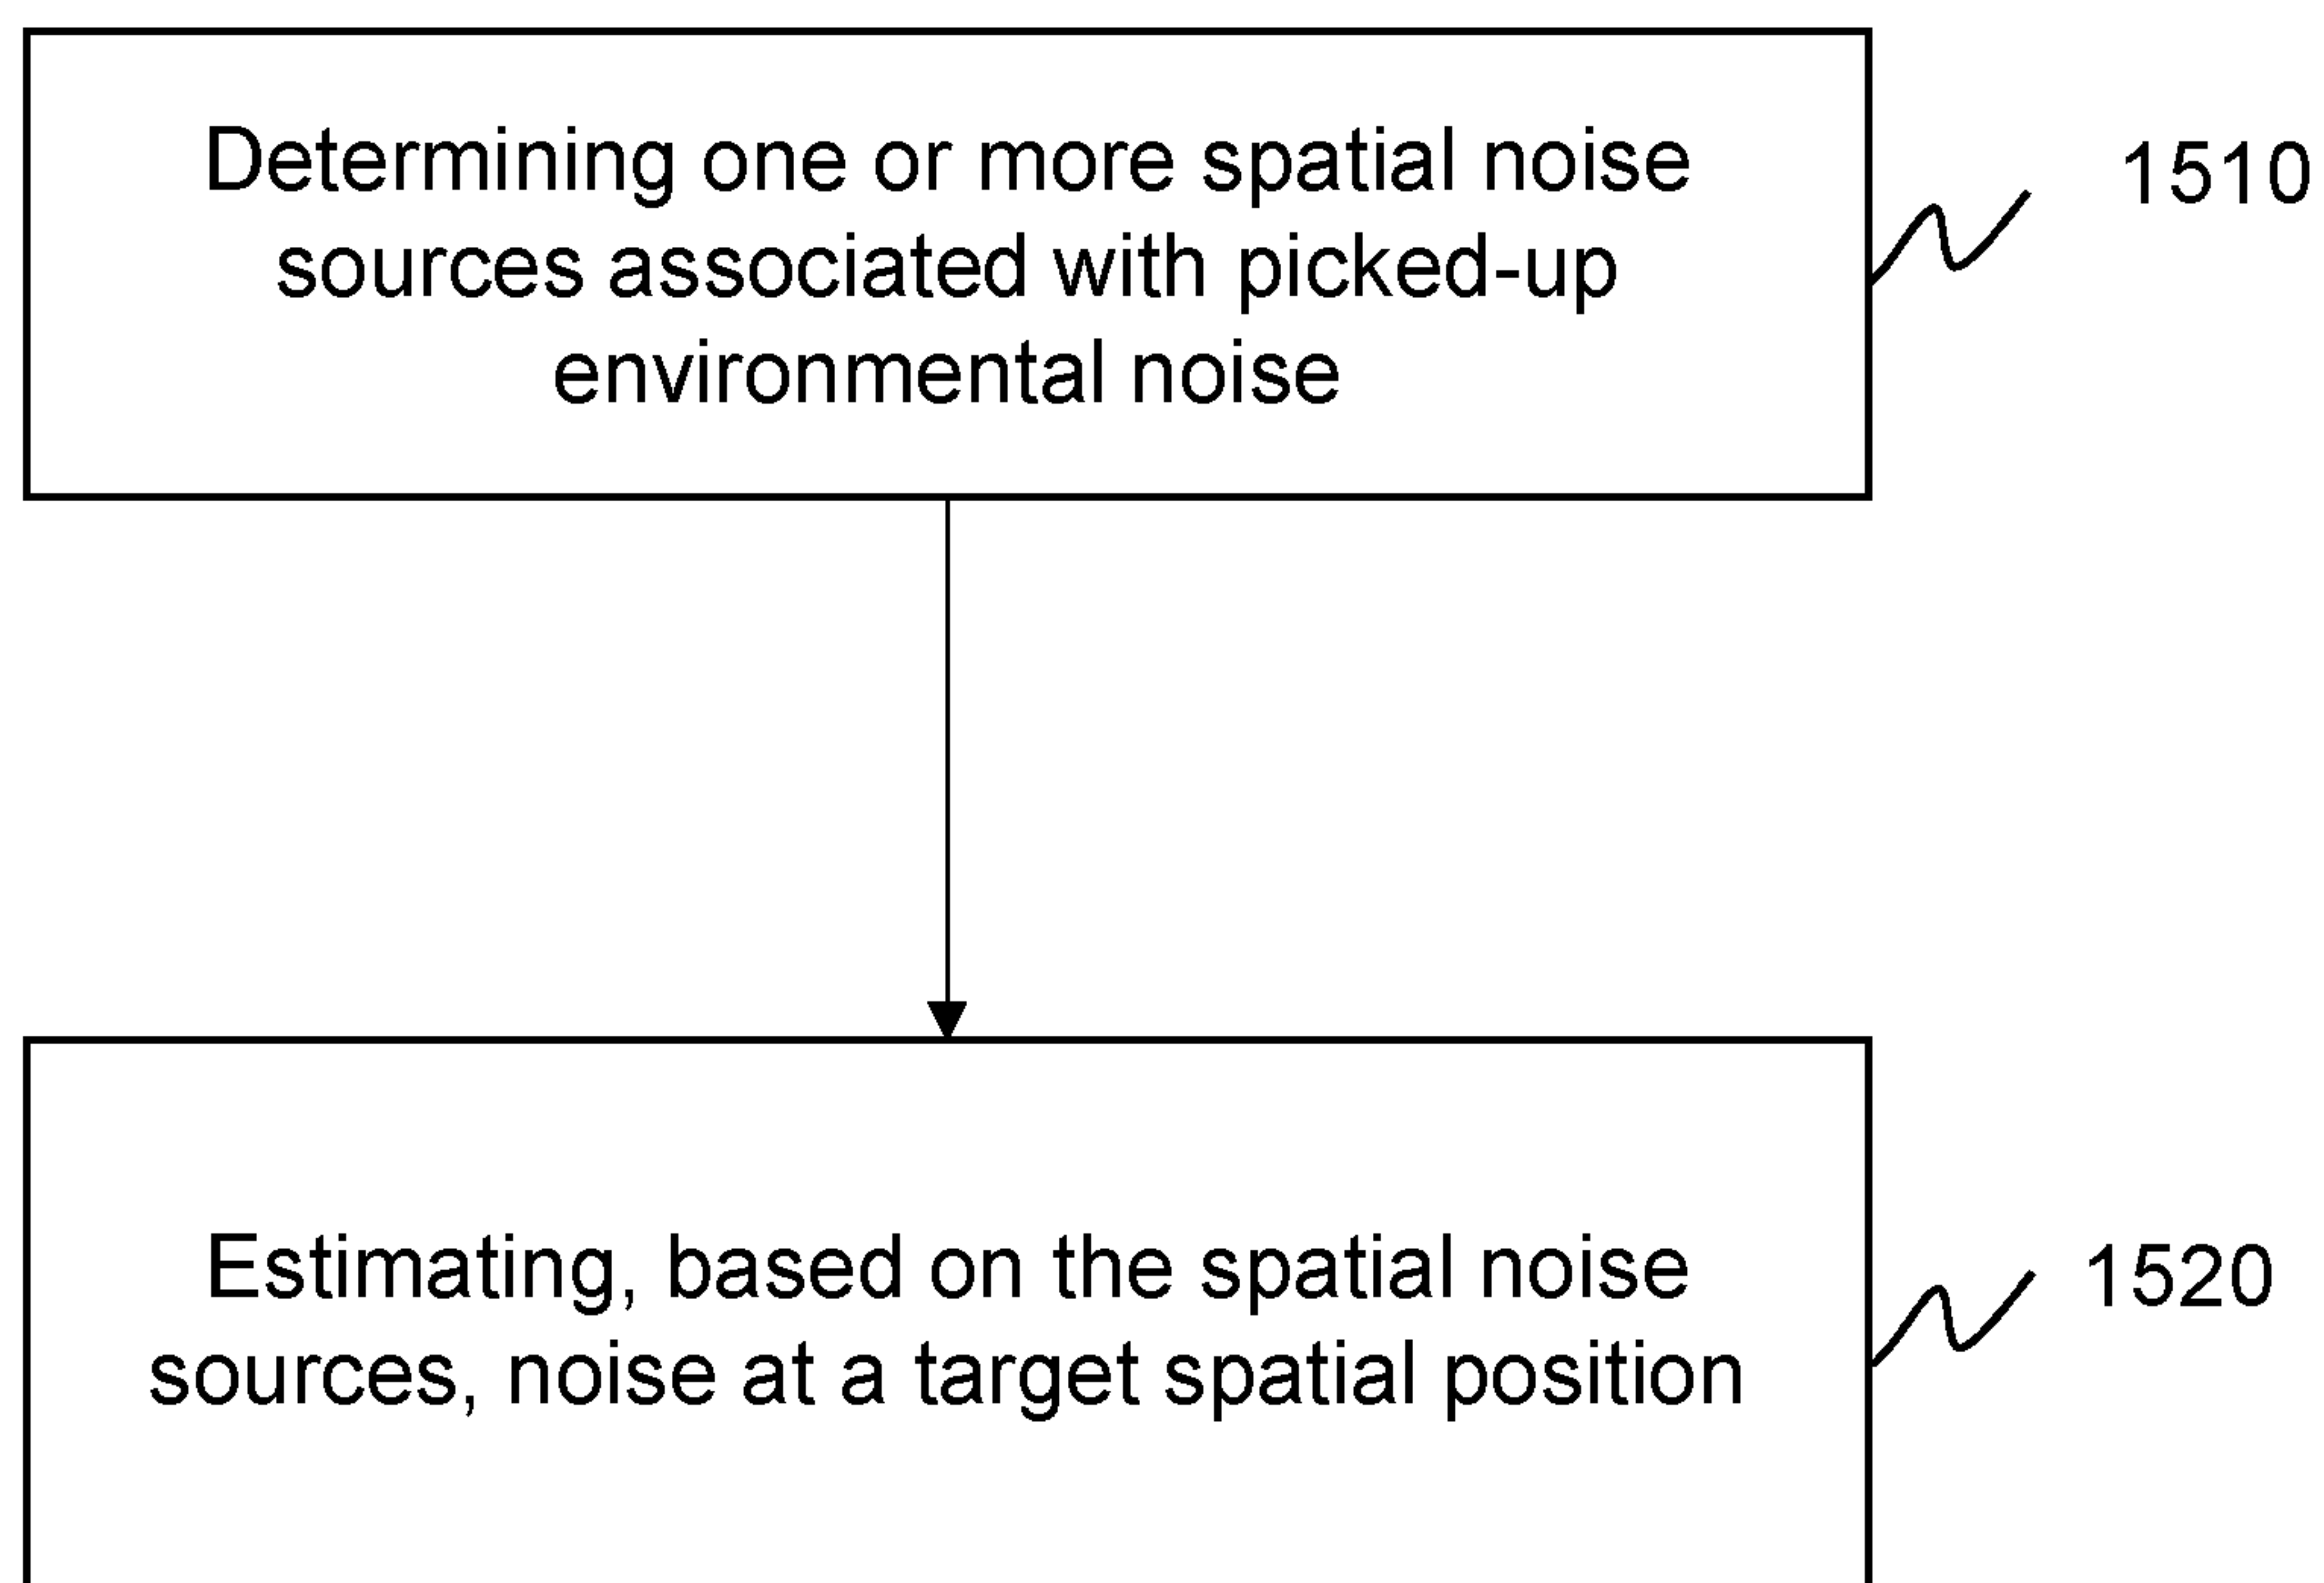 Determining one or more spatial noise
sources associated with picked-up
environmental noise
1510
Estimating, based on the spatial noise
sources, noise at a target spatial position
1520